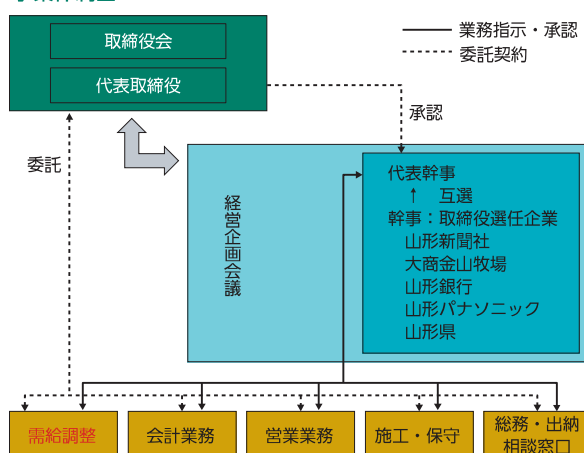 取締役会
代表取締役
業務指示・承認
委託契約
承認
委託
経営企画会議
代表幹事
↑ 互選
幹事：取締役選任企業
山形新聞社
大商金山牧場
山形銀行
山形パナソニック
山形県
需給調整
会計業務
営業業務
施工・保守
総務・出納
相談窓口